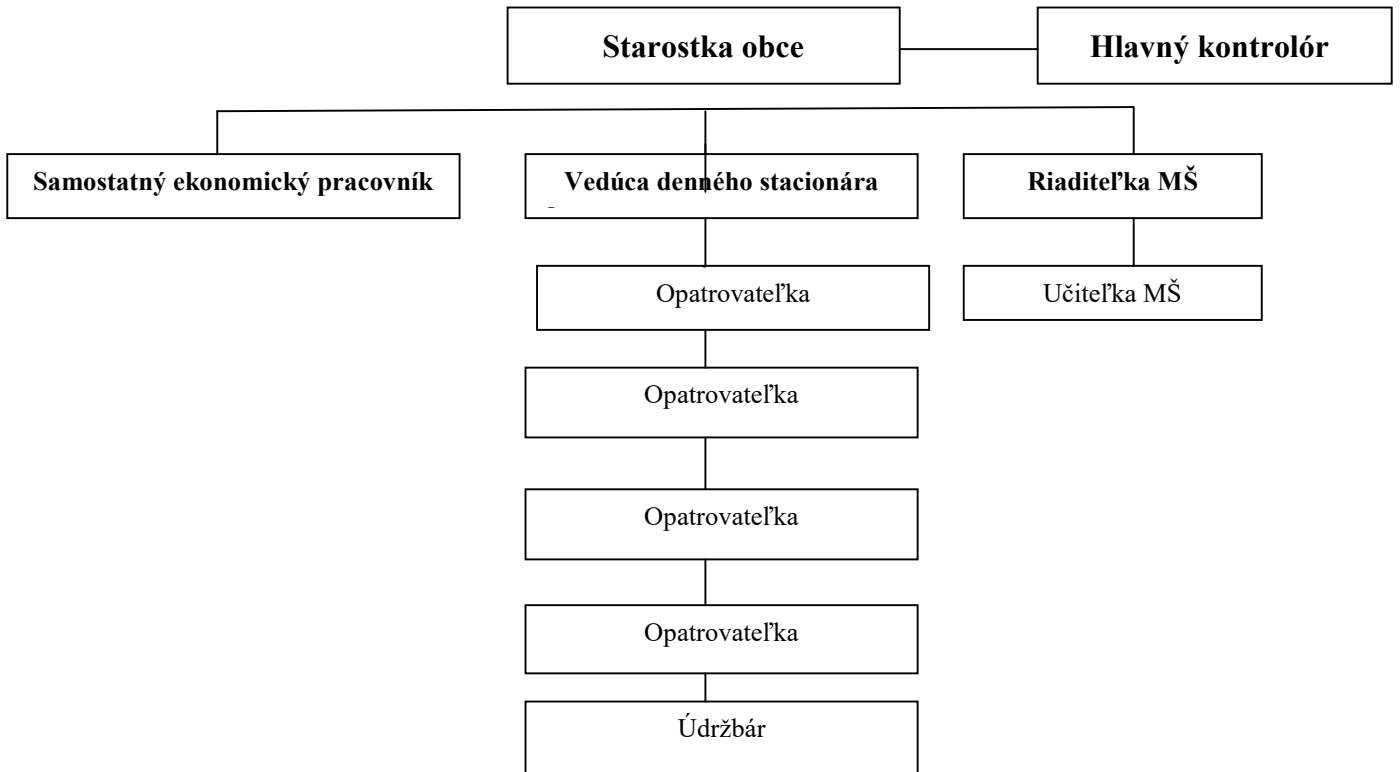 Starostka obce
Hlavný kontrolór
Samostatný ekonomický pracovník
Vedúca denného stacionára
Riaditeľka MŠ
Opatrovateľka
Učiteľka MŠ
Opatrovateľka
Opatrovateľka
Opatrovateľka
Údržbár